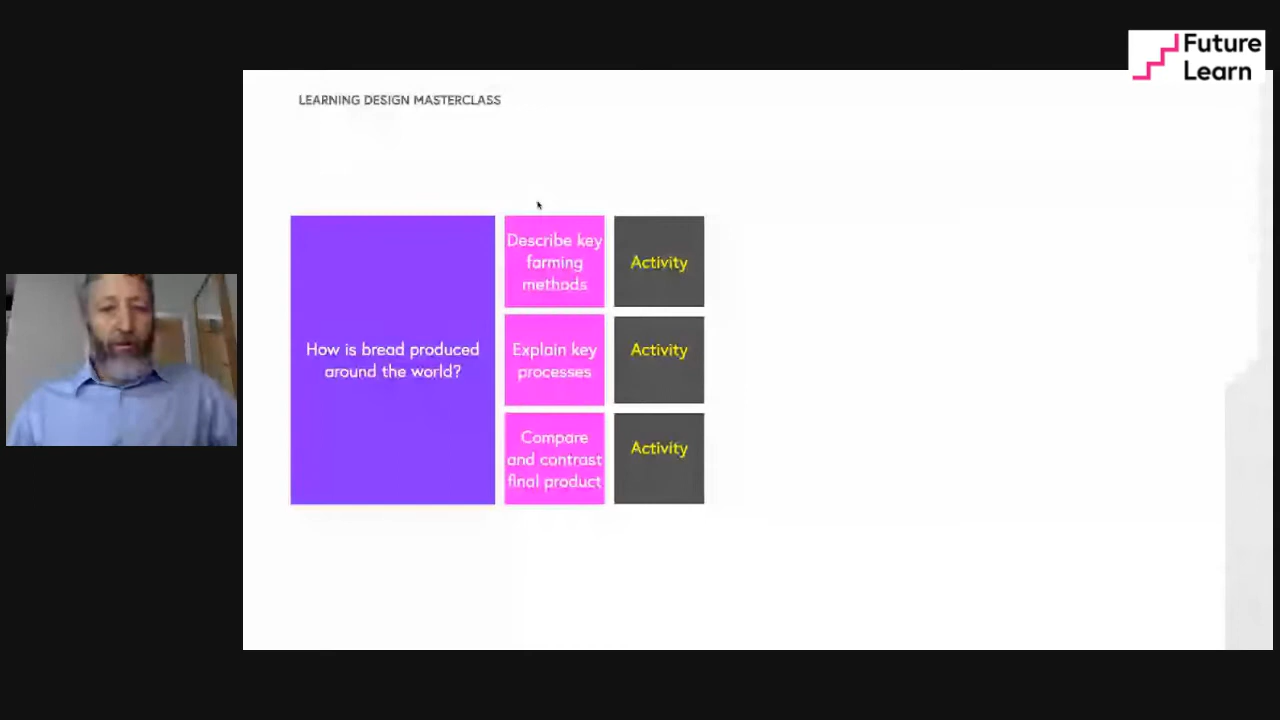 Future
Learn
LEARNING DESIGN MASTERCLASS
How is bread produced
around the world?
Describe key
farming
methods
Activity
Explain key
processes
Activity
Compare
and contrast
final product
Activity